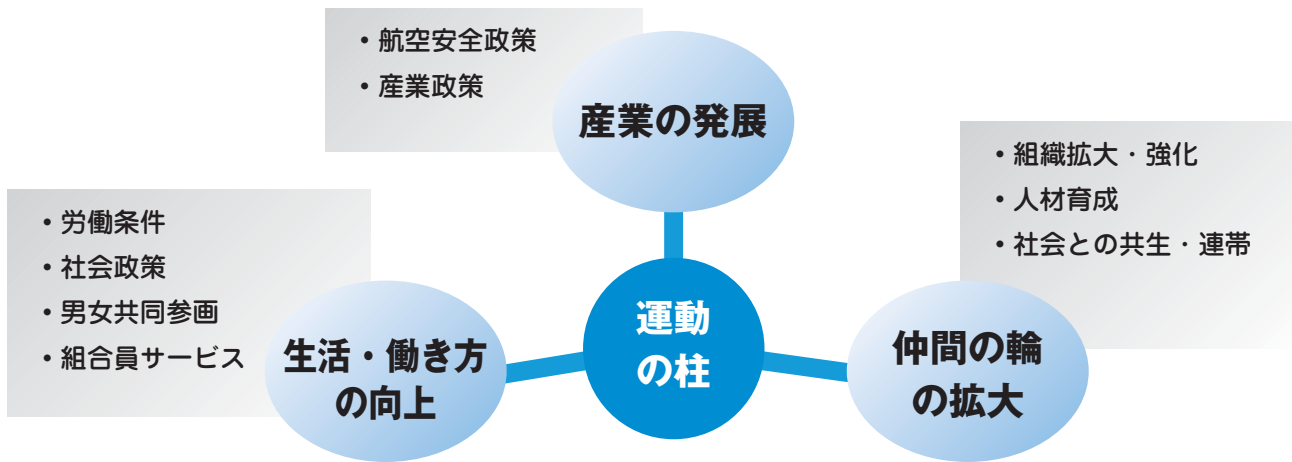 ・航空安全政策
・産業政策
産業の発展
・組織拡大・強化
・人材育成
・社会との共生・連帯
・労働条件
・社会政策
・男女共同参画
・組合員サービス
生活・働き方
の向上
運動
の柱
仲間の輪
の拡大